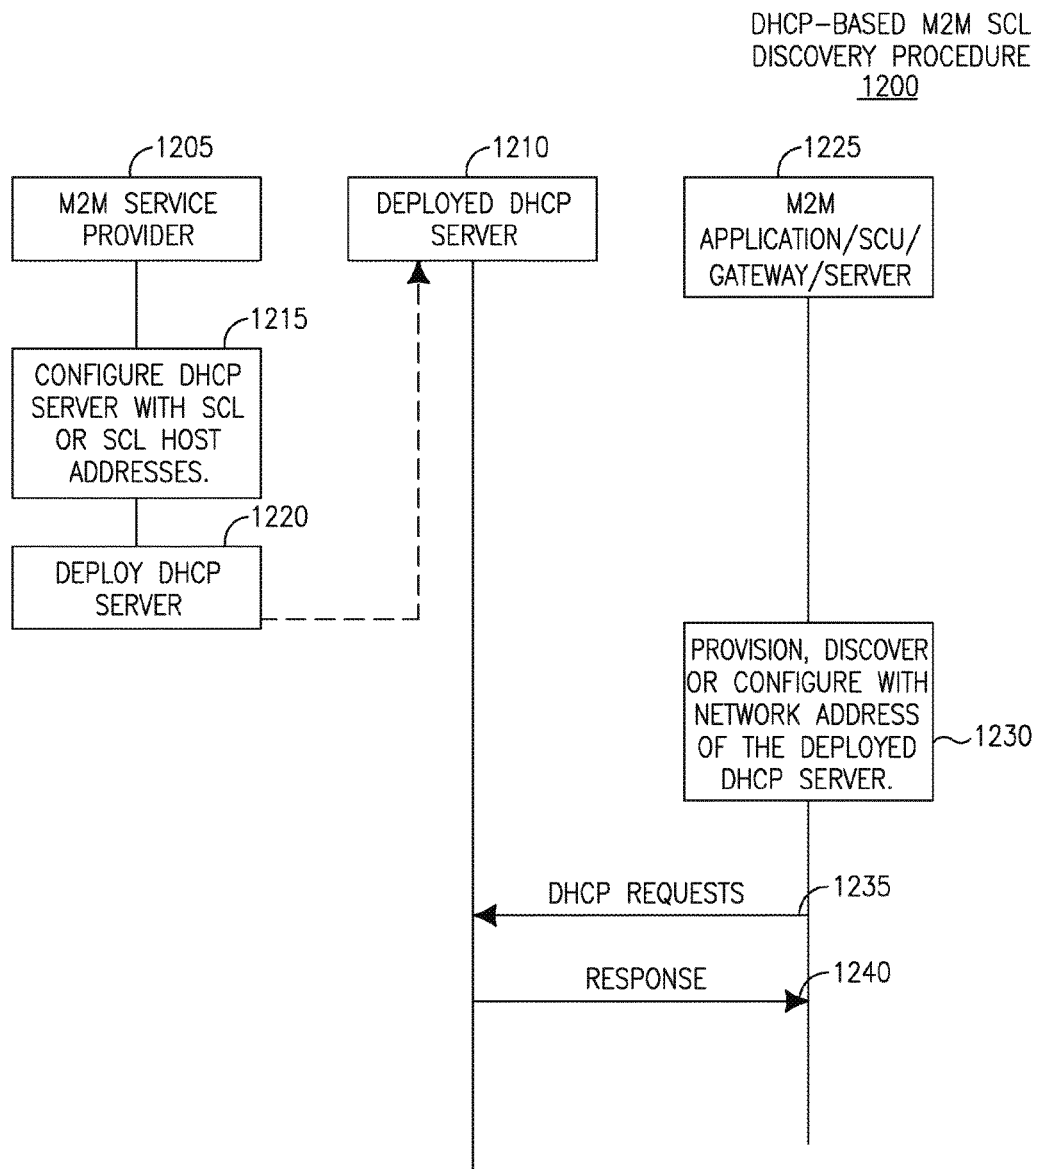 DHCP-BASED M2M SCL
DISCOVERY PROCEDURE
1200
1205
1210
1225
M2M SERVICE
PROVIDER
DEPLOYED DHCP
SERVER
M2M
APPLICATION/SCU/
GATEWAY/SERVER
1215
CONFIGURE DHCP
SERVER WITH SCL
OR SCL HOST
ADDRESSES.
1220
DEPLOY DHCP
SERVER
PROVISION, DISCOVER
OR CONFIGURE WITH
NETWORK ADDRESS
OF THE DEPLOYED
DHCP SERVER.
1230
DHCP REQUESTS
1235
RESPONSE
1240